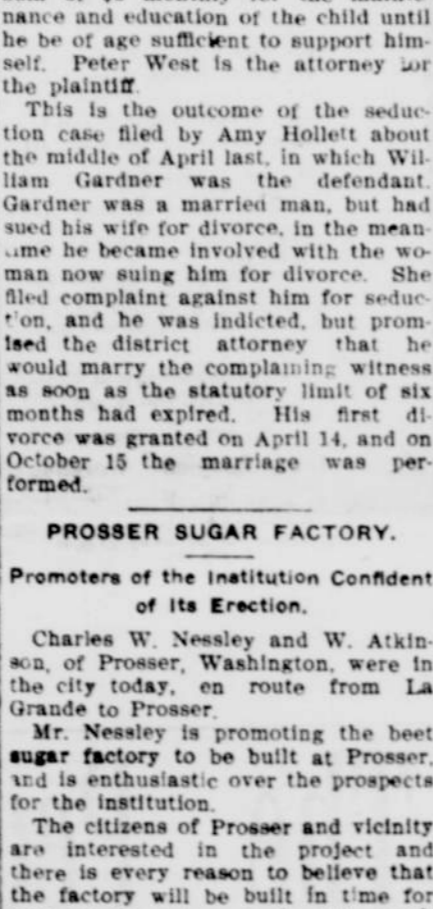 nance and education of the child until
he be of age sufficient to support him-
self. Peter West is the attorney for
the plaintiff.
This is the outcome of the seduc-
tion case filed by Amy Hollett about
the middle of April last, in which Wil-
liam Gardner was the defendant.
Gardner was a married man, but had
sued his wife for divorce, in the mean-
time he became involved with the wo-
man now suing him for divorce. She
filed complaint against him for seduc-
tion, and he was indicted, but prom-
ised the district attorney that he
would marry the complaining witness
as soon as the statutory limit of six
months had expired. His first di-
vorce was granted on April 14, and on
October 15 the marriage was per-
formed.
PROSSER SUGAR FACTORY.
Promoters of the Institution Confident
of Its Erection.
Charles W. Nessley and W. Atkin-
son, of Prosser, Washington, were in
the city today, en route from La
Grande to Prosser.
Mr. Nessley is promoting the beet
sugar factory to be built at Prosser,
and is enthusiastic over the prospects
for the institution.
The citizens of Prosser and vicinity
are interested in the project and
there is every reason to believe that
the factory will be built in time for